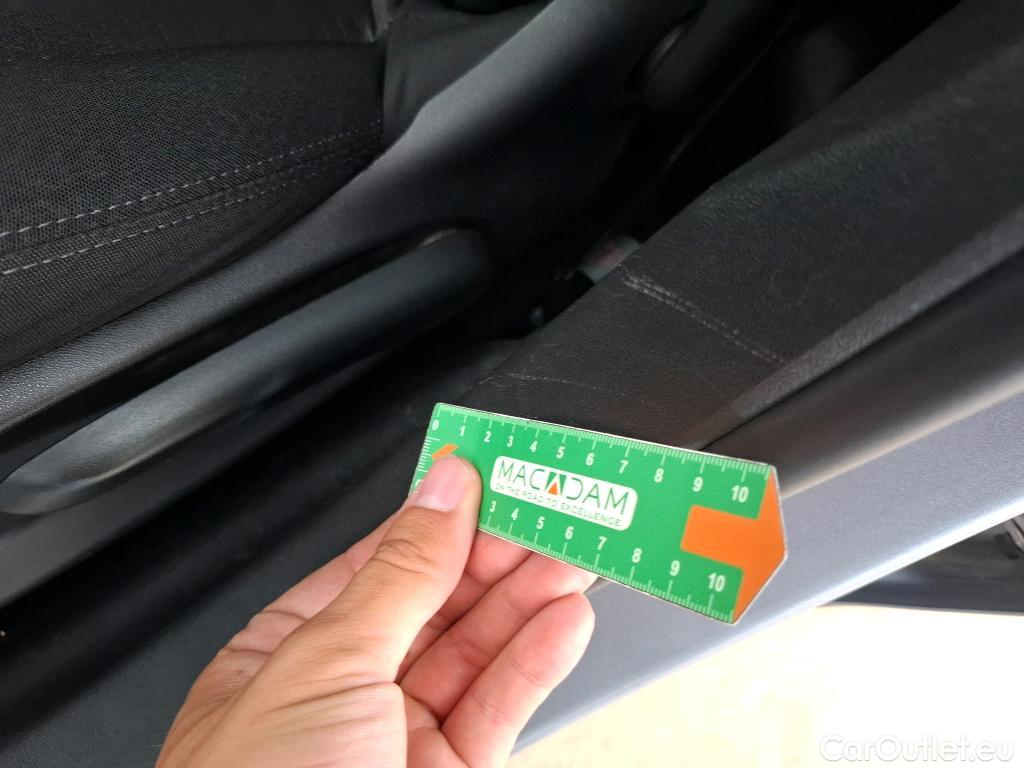 0 1 2 3 4 5 6 7 8 9 10
MACADAM
ON THE ROAD TO EXCELLENCE
3 4 5 6 7 8 9 10
CarOutlet.eu